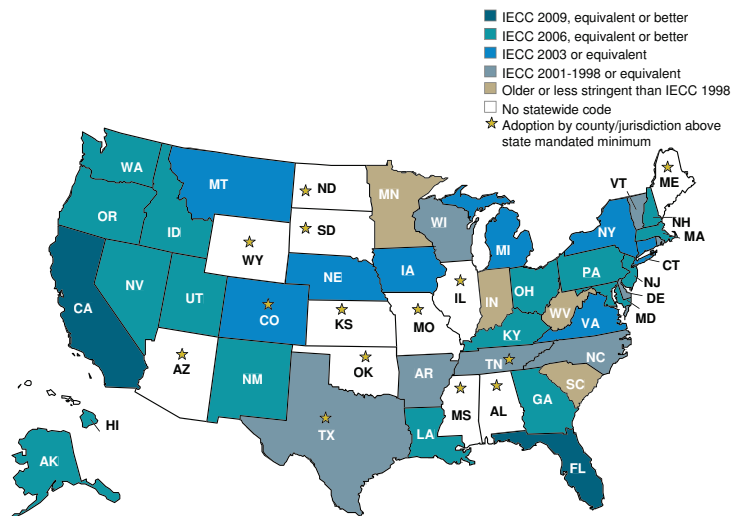 IECC 2009, equivalent or better
IECC 2006, equivalent or better
IECC 2003 or equivalent
IECC 2001-1998 or equivalent
Older or less stringent than IECC 1998
No statewide code
Adoption by county/jurisdiction above
state mandated minimum
WA
MT
ND
MN
VT
ME
OR
ID
SD
WI
NY
NH
MA
WY
MI
CT
NV
UT
NE
IA
PA
NJ
CA
CO
IL
IN
OH
DE
KS
MO
WV
VA
MD
KY
AZ
NM
OK
AR
TN
NC
SC
MS
AL
GA
HI
TX
LA
AK
FL